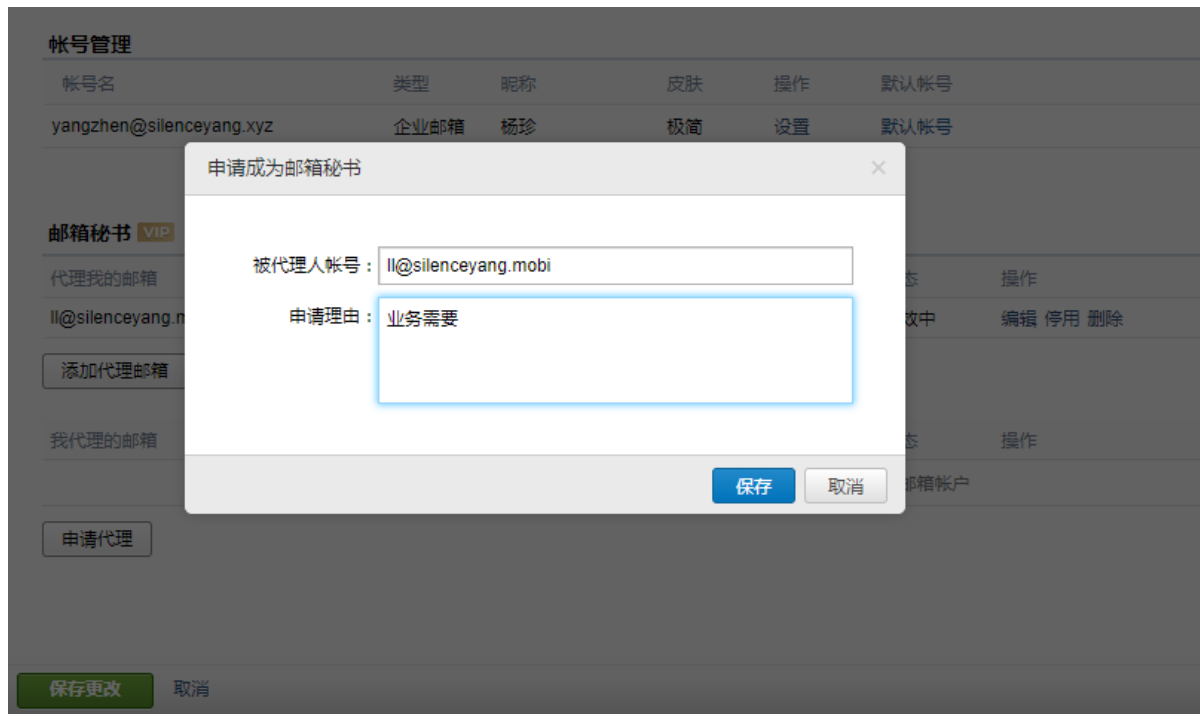 帐号管理
帐号名 类型 昵称 皮肤 操作 默认帐号
yangzhen@silenceyang.xyz 企业邮箱 杨珍 极简 设置 默认帐号
申请成为邮箱秘书
邮箱秘书 VIP
被代理人帐号： ll@silenceyang.mobi
代理我的邮箱 态 操作
申请理由： 业务需要
ll@silenceyang.m 效中 编辑 停用 删除
添加代理邮箱
我代理的邮箱 态 操作
保存 取消 邮箱帐户
申请代理
保存更改 取消